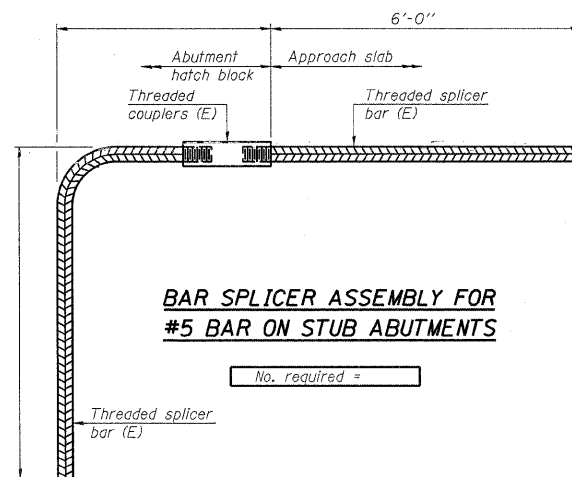 6'-0"
Abutment
hatch block
Approach slab
Threaded
couplers (E)
Threaded splicer
bar (E)
BAR SPLICER ASSEMBLY FOR
#5 BAR ON STUB ABUTMENTS
No. required =
Threaded splicer
bar (E)